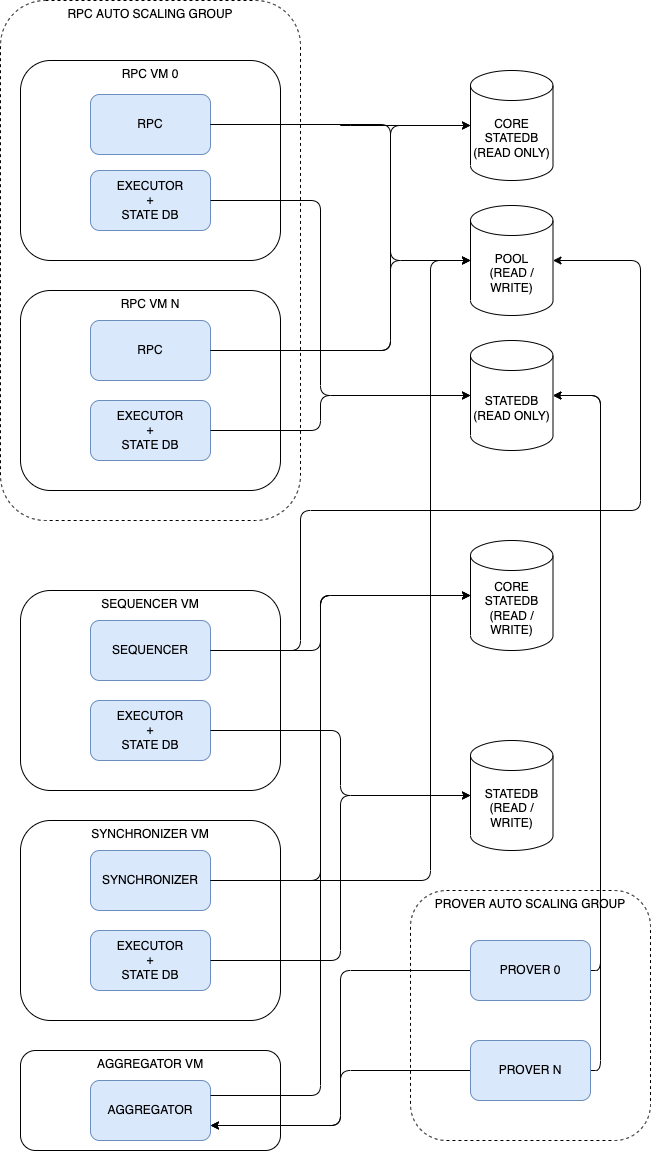 RPC AUTO SCALING GROUP
RPC VM 0
RPC
EXECUTOR
+
STATE DB
RPC VM N
RPC
EXECUTOR
+
STATE DB
CORE
STATEDB
(READ ONLY)
POOL
(READ /
WRITE)
STATEDB
(READ ONLY)
SEQUENCER VM
SEQUENCER
EXECUTOR
+
STATE DB
CORE
STATEDB
(READ /
WRITE)
SYNCHRONIZER VM
SYNCHRONIZER
EXECUTOR
+
STATE DB
STATEDB
(READ /
WRITE)
AGGREGATOR VM
AGGREGATOR
PROVER AUTO SCALING GROUP
PROVER 0
PROVER N